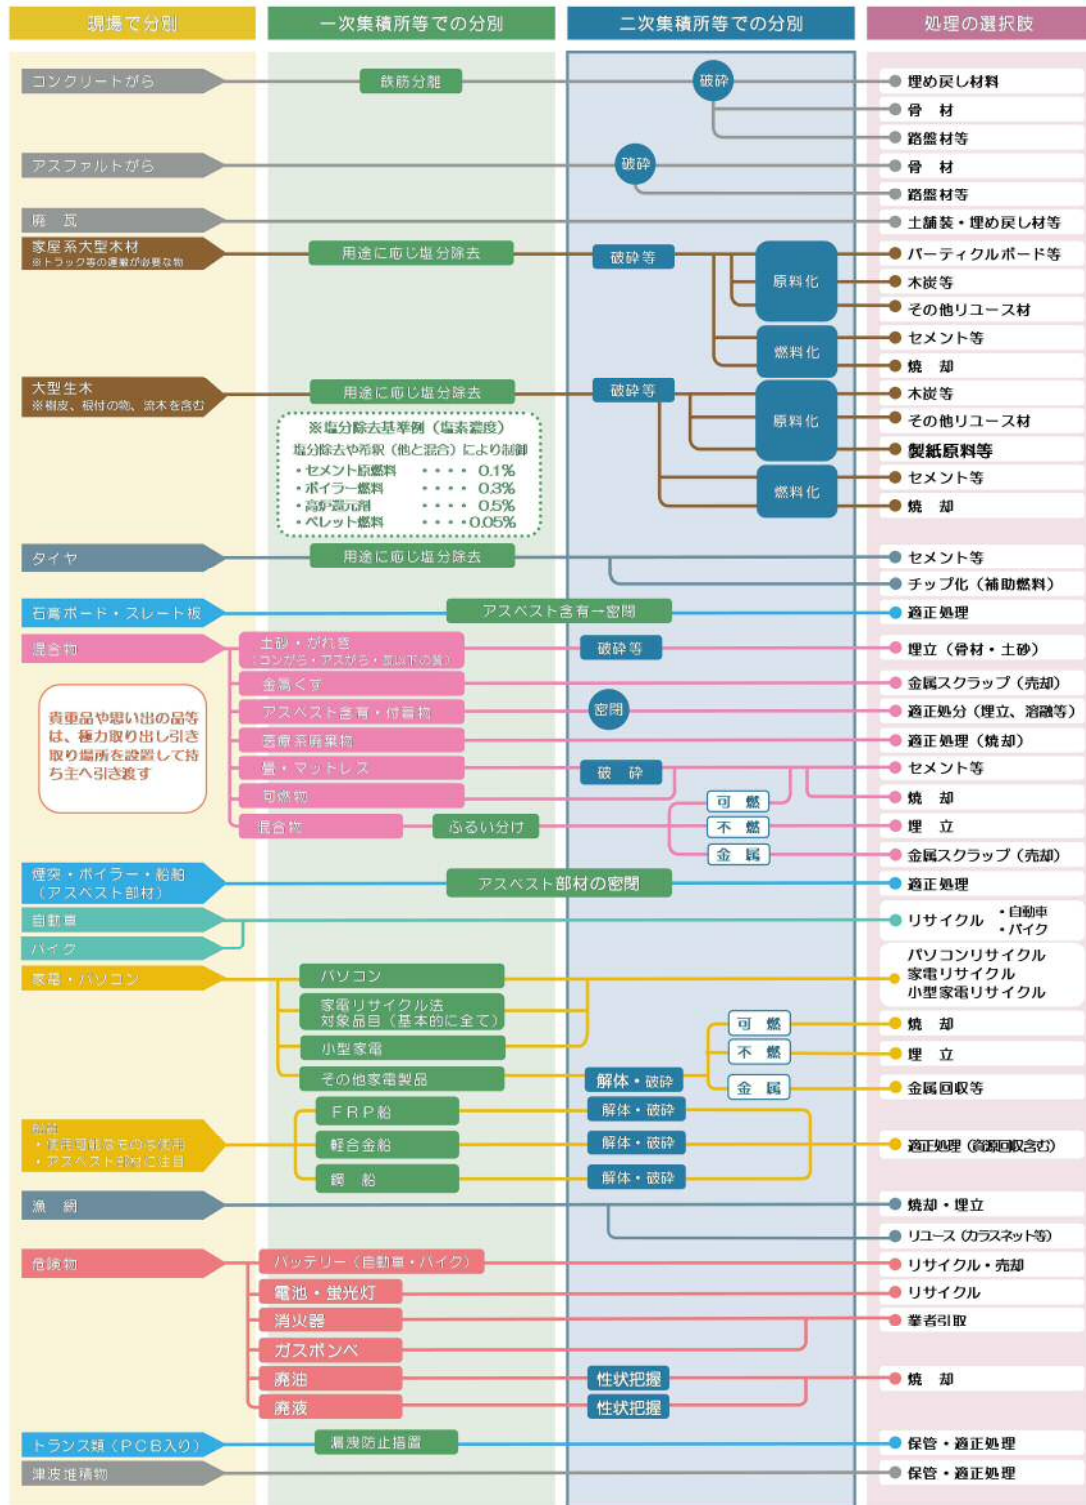 現場で分別
一次集積所等での分別
二次集積所等での分別
処理の選択肢
コンクリートがら
鉄筋分離
破砕
埋め戻し材料
骨 材
路盤材等
アスファルトがら
破砕
骨 材
路盤材等
廃 瓦
土舗装・埋め戻し材等
家屋系大型木材
※トラック等の運搬が必要な物
用途に応じ塩分除去
破砕等
原料化
パーティクルボード等
木炭等
その他リユース材
燃料化
セメント等
焼 却
大型生木
※樹皮、根付の物、流木を含む
用途に応じ塩分除去
破砕等
原料化
木炭等
その他リユース材
製紙原料等
燃料化
セメント等
焼 却
※塩分除去基準例（塩素濃度）
塩分除去や希釈（他と混合）により制御
・セメント原燃料 ・・・・ 0.1%
・ボイラー燃料 ・・・・ 0.3%
・高炉還元剤 ・・・・ 0.5%
・ペレット燃料 ・・・・0.05%
タイヤ
用途に応じ塩分除去
セメント等
チップ化（補助燃料）
石膏ボード・スレート板
アスベスト含有→密閉
適正処理
混合物
土砂・がれき
（コンがら・アスがら・瓦以下の質）
破砕等
埋立（骨材・土砂）
金属くず
金属スクラップ（売却）
アスベスト含有・付着物
密閉
適正処分（埋立、溶融等）
医療系廃棄物
適正処理（焼却）
畳・マットレス
破 砕
セメント等
可燃物
焼 却
混合物
ふるい分け
可 燃
不 燃
埋 立
金 属
金属スクラップ（売却）
貴重品や思い出の品等
は、極力取り出し引き
取り場所を設置して持
ち主へ引き渡す
煙突・ボイラー・船舶
（アスベスト部材）
アスベスト部材の密閉
適正処理
自動車
バイク
リサイクル ・自動車
・バイク
家電・パソコン
パソコン
家電リサイクル法
対象品目（基本的に全て）
小型家電
パソコンリサイクル
家電リサイクル
小型家電リサイクル
その他家電製品
解体・破砕
可 燃
焼 却
不 燃
埋 立
金 属
金属回収等
船舶
・使用可能なものも使用
・アスベスト部材に注目
FRP船
解体・破砕
軽合金船
解体・破砕
鋼 船
解体・破砕
適正処理（資源回収含む）
漁 網
焼却・埋立
リユース（カラスネット等）
危険物
バッテリー（自動車・バイク）
リサイクル・売却
電池・蛍光灯
リサイクル
消火器
業者引取
ガスボンベ
廃油
性状把握
焼 却
廃液
性状把握
トランス類（PCB入り）
漏洩防止措置
保管・適正処理
津波堆積物
保管・適正処理